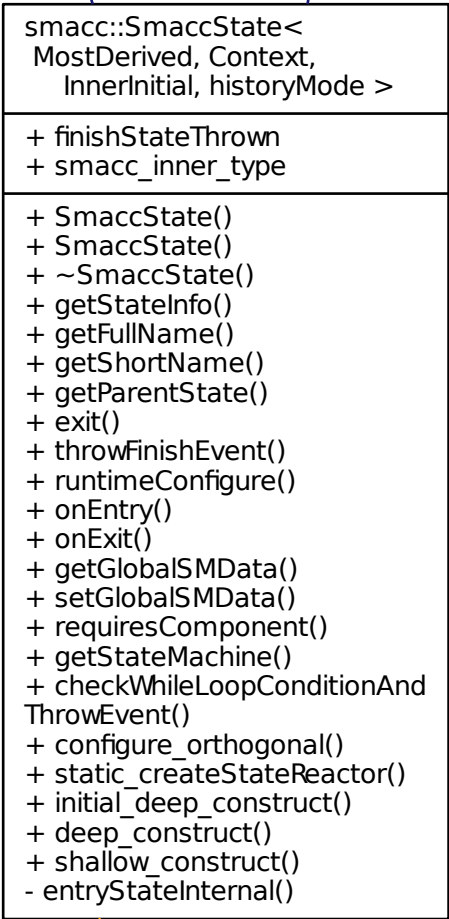 smacc::SmaccState<
MostDerived, Context,
InnerInitial, historyMode >
+ finishStateThrown
+ smacc_inner_type
+ SmaccState()
+ SmaccState()
+ ~SmaccState()
+ getStateInfo()
+ getFullName()
+ getShortName()
+ getParentState()
+ exit()
+ throwFinishEvent()
+ runtimeConfigure()
+ onEntry()
+ onExit()
+ getGlobalSMData()
+ setGlobalSMData()
+ requiresComponent()
+ getStateMachine()
+ checkWhileLoopConditionAnd
ThrowEvent()
+ configure_orthogonal()
+ static_createStateReactor()
+ initial_deep_construct()
+ deep_construct()
+ shallow_construct()
- entryStateInternal()